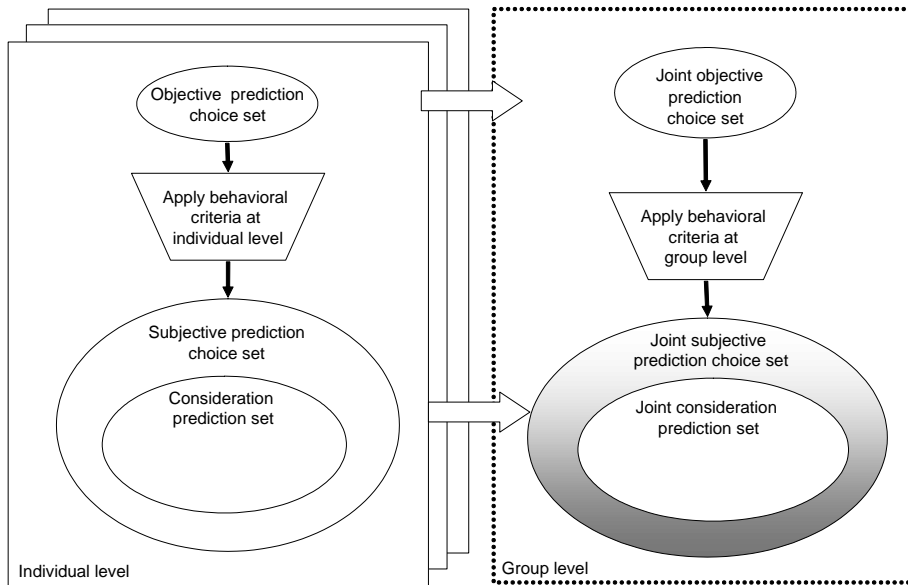 Objective prediction
choice set
Apply behavioral
criteria at
individual level
Subjective prediction
choice set
Consideration
prediction set
Individual level
Joint objective
prediction
choice set
Apply behavioral
criteria at
group level
Joint subjective
prediction choice set
Joint consideration
prediction set
Group level